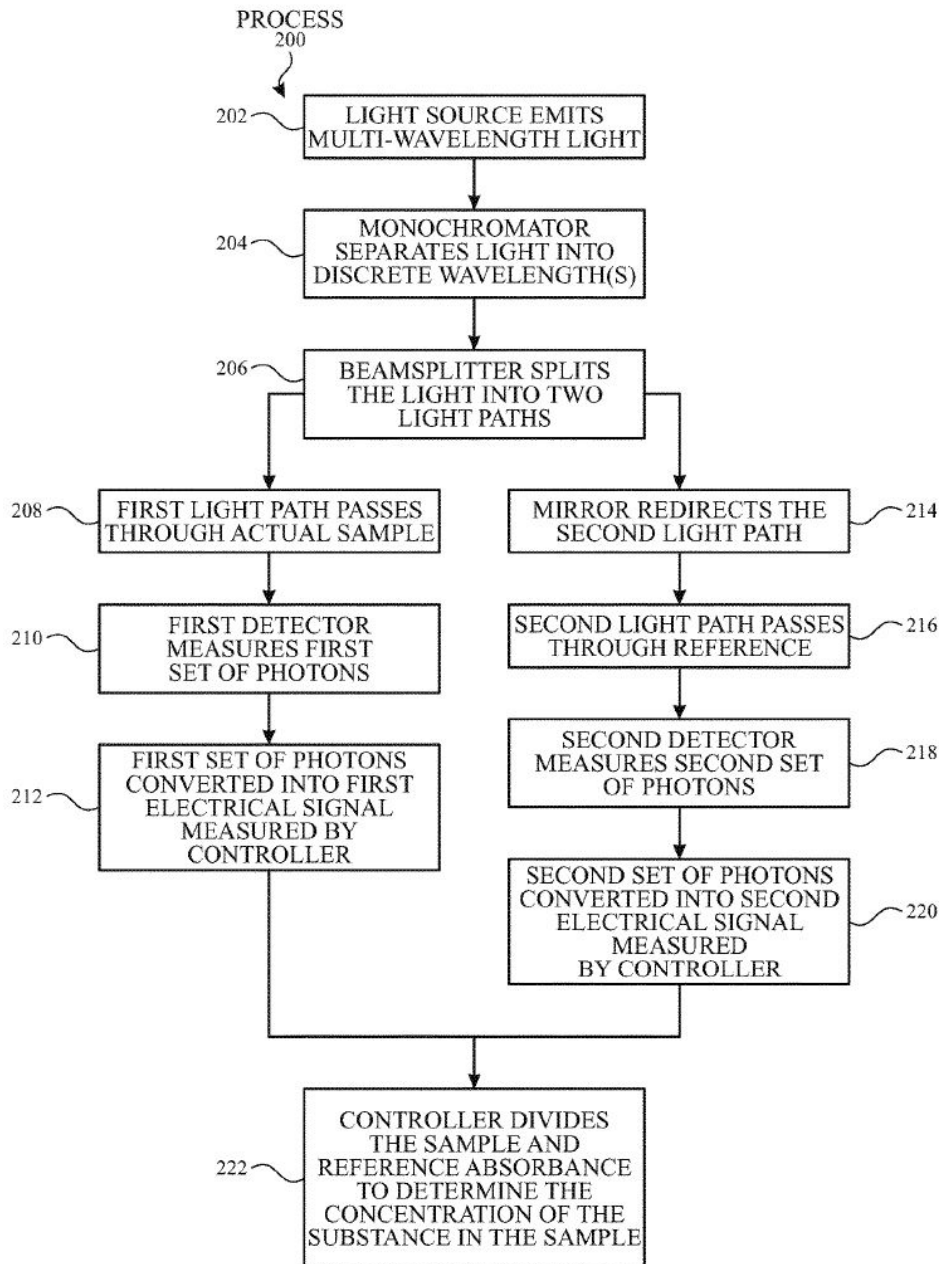 PROCESS
200
202
LIGHT SOURCE EMITS
MULTI-WAVELENGTH LIGHT
204
MONOCHROMATOR
SEPARATES LIGHT INTO
DISCRETE WAVELENGTH(S)
206
BEAMSPLITTER SPLITS
THE LIGHT INTO TWO
LIGHT PATHS
208
FIRST LIGHT PATH PASSES
THROUGH ACTUAL SAMPLE
210
FIRST DETECTOR
MEASURES FIRST
SET OF PHOTONS
212
FIRST SET OF PHOTONS
CONVERTED INTO FIRST
ELECTRICAL SIGNAL
MEASURED BY
CONTROLLER
MIRROR REDIRECTS THE
SECOND LIGHT PATH
214
SECOND LIGHT PATH PASSES
THROUGH REFERENCE
216
SECOND DETECTOR
MEASURES SECOND SET
OF PHOTONS
218
SECOND SET OF PHOTONS
CONVERTED INTO SECOND
ELECTRICAL SIGNAL
MEASURED
BY CONTROLLER
220
222
CONTROLLER DIVIDES
THE SAMPLE AND
REFERENCE ABSORBANCE
TO DETERMINE THE
CONCENTRATION OF THE
SUBSTANCE IN THE SAMPLE